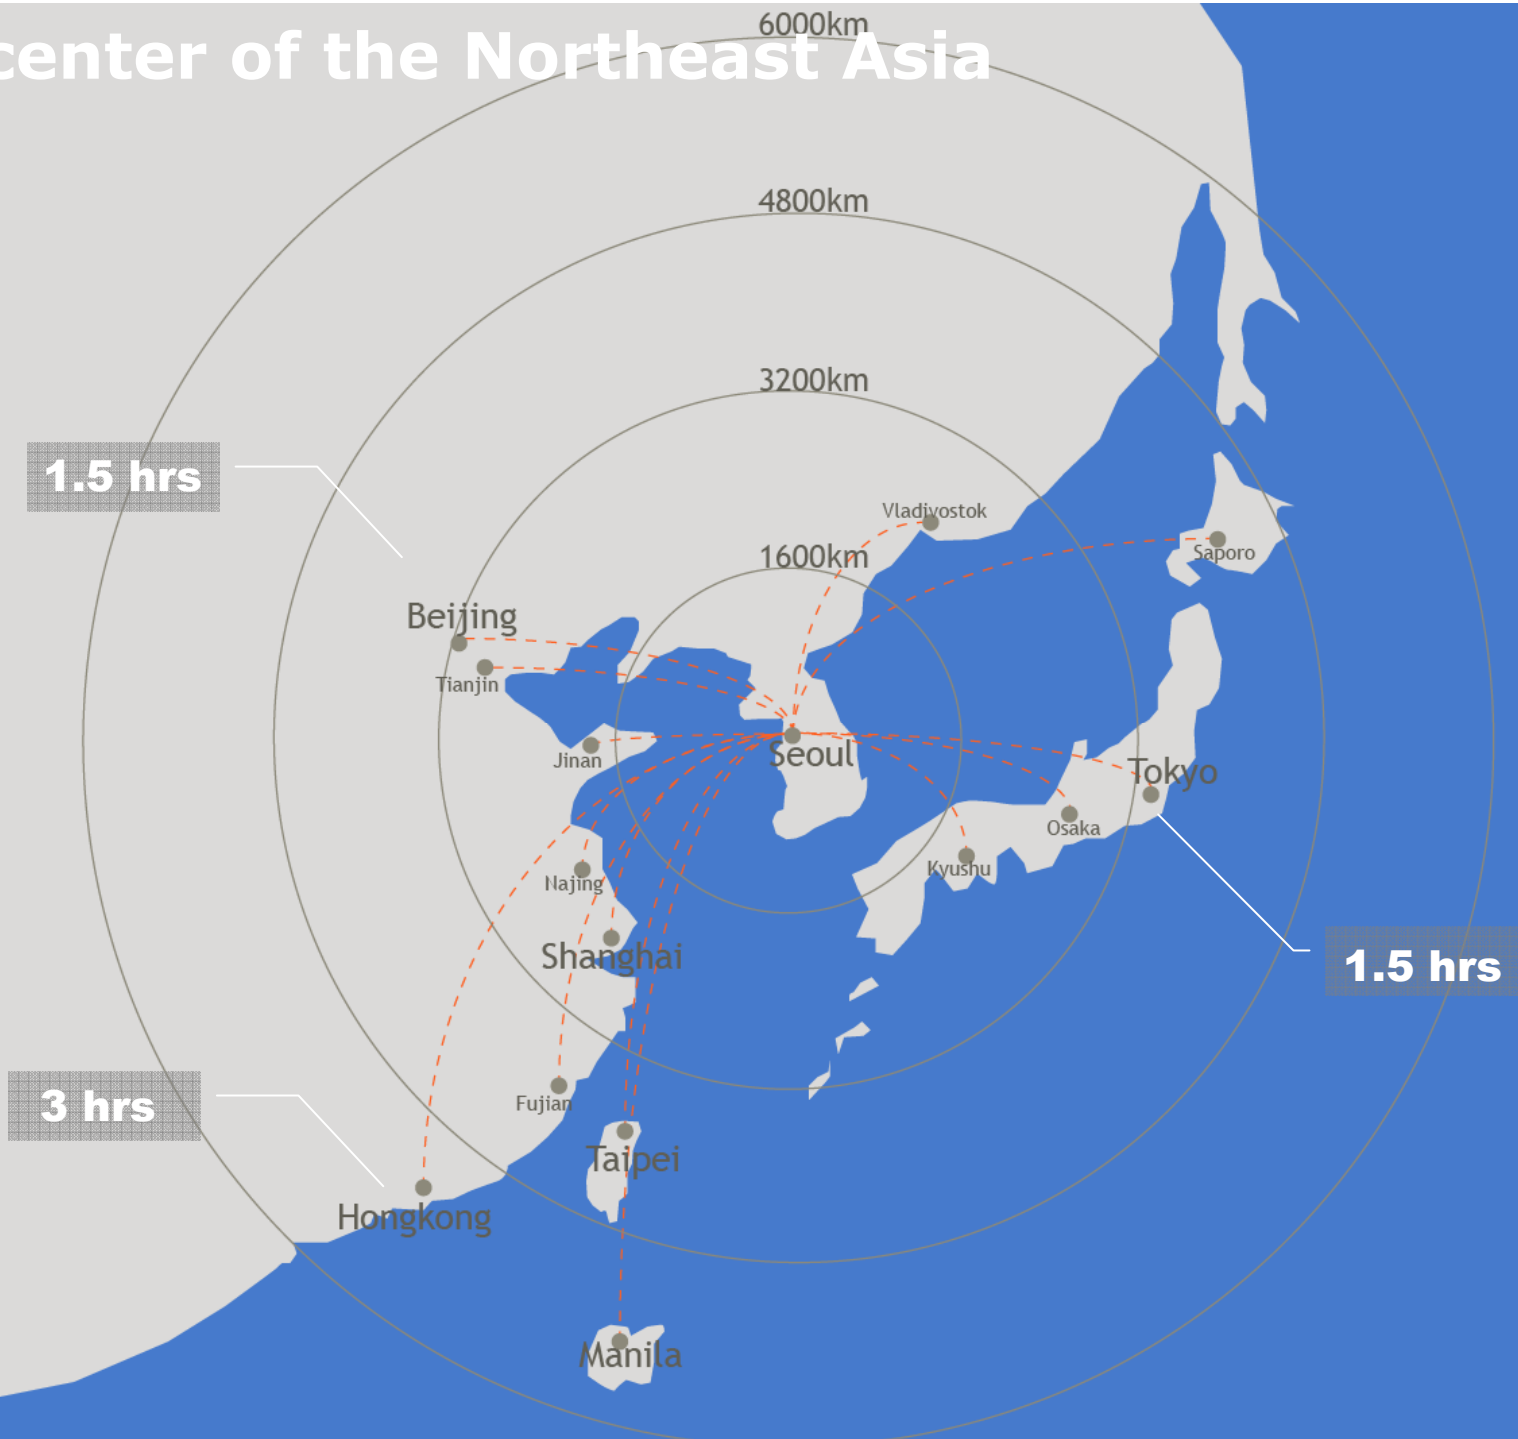 6000km
center of the Northeast Asia
4800km
3200km
1.5 hrs
Vladivostok
Saporo
1600km
Beijing
Tianjin
Seoul
Jinan
Tokyo
Osaka
Kyushu
Najing
Shanghai
1.5 hrs
3 hrs
Fujian
Taipei
Hongkong
Manila